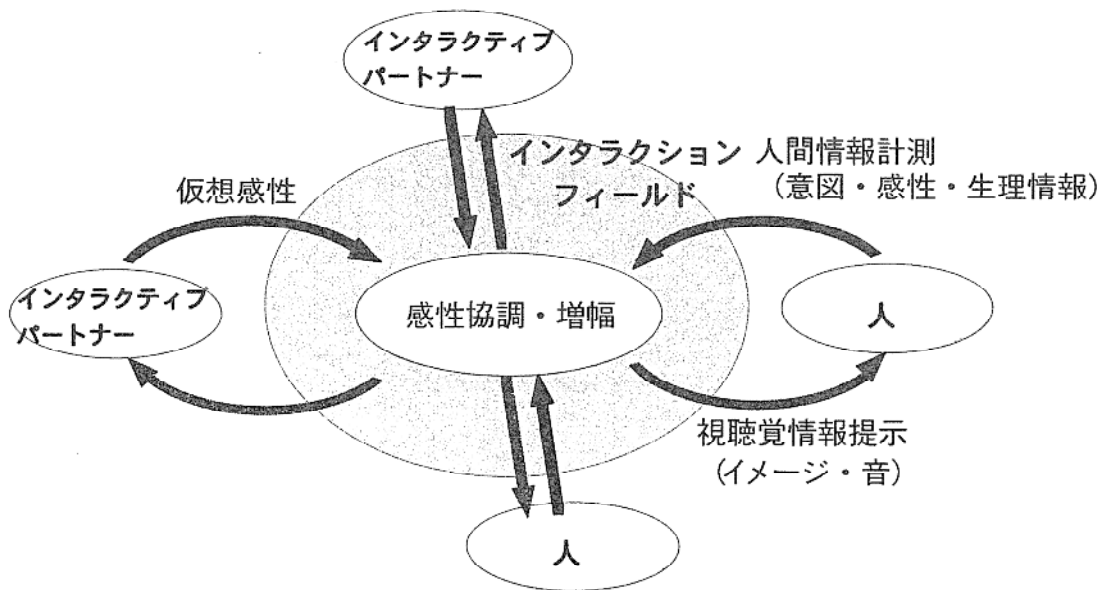 インタラクティブ
パートナー
インタラクション
フィールド
人間情報計測
(意図・感性・生理情報)
仮想感性
インタラクティブ
パートナー
感性協調・増幅
人
視聴覚情報提示
(イメージ・音)
人